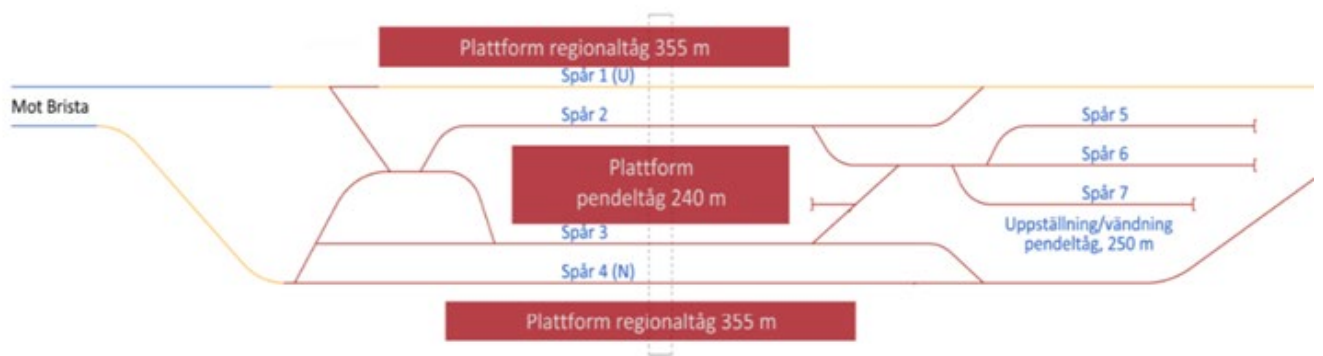 Plattform regionaltåg 355 m
Spår 1 (U)
Mot Brista
Spår 2
Spår 5
Plattform
pendeltåg 240 m
Spår 6
Spår 7
Uppställning/vändning
pendeltåg, 250 m
Spår 3
Spår 4 (N)
Plattform regionaltåg 355 m